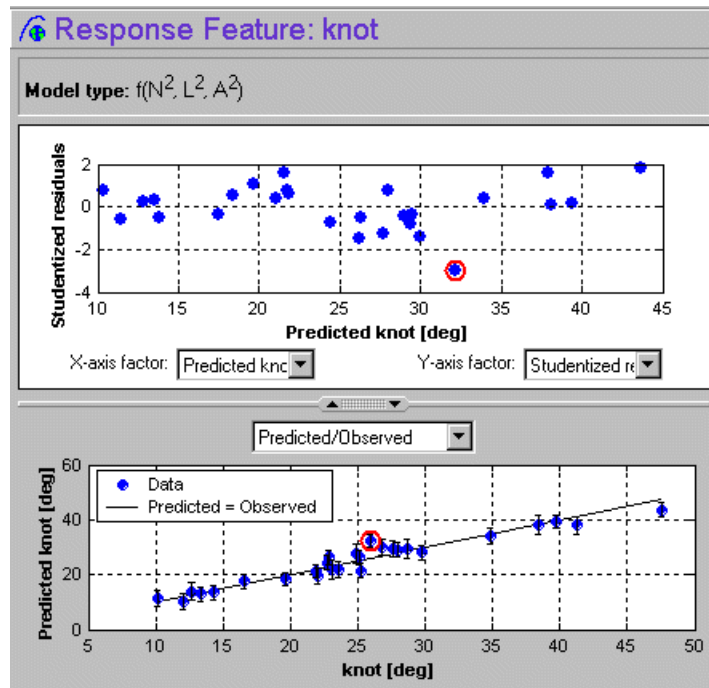 Response Feature: knot
Model type: f(N², L², A²)
Studentized residuals
2
0
-2
-4
10 15 20 25 30 35 40 45
Predicted knot [deg]
X-axis factor: Predicted knc Y-axis factor: Studentized re
Predicted/Observed
Predicted knot [deg]
60
40
20
0
Data
Predicted = Observed
5 10 15 20 25 30 35 40 45 50
knot [deg]